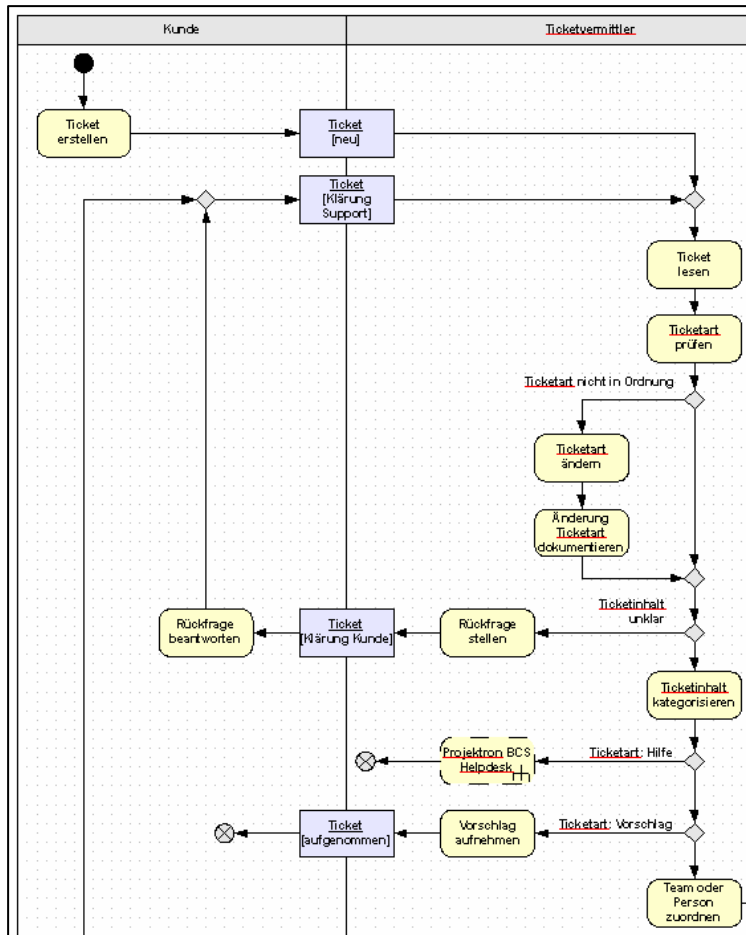 Kunde
Ticketvermittler
Ticket
erstellen
Ticket
[neu]
Ticket
[Klärung
Support]
Ticket
lesen
Ticketart
prüfen
Ticketart nicht in Ordnung
Ticketart
ändern
Änderung
Ticketart
dokumentieren
Ticketinhalt
unklar
Rückfrage
beantworten
Ticket
[Klärung Kunde]
Rückfrage
stellen
Ticketinhalt
kategorisieren
Projektron BCS
Helpdesk
Ticketart: Hilfe
Ticket
[aufgenommen]
Vorschlag
aufnehmen
Ticketart: Vorschlag
Team oder
Person
zuordnen